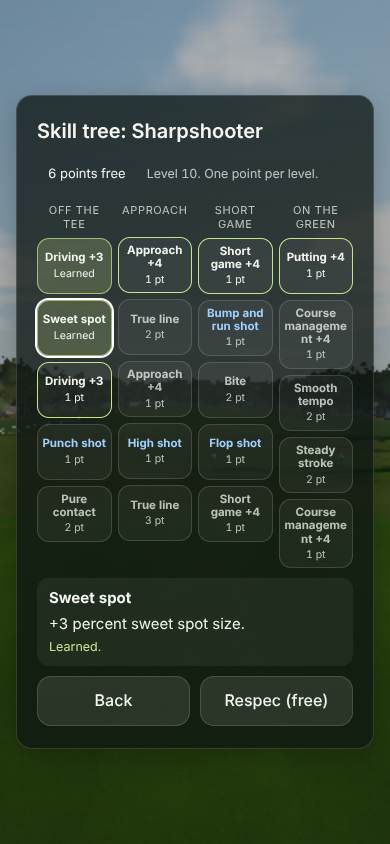 Skill tree: Sharpshooter
6 points free Level 10. One point per level.
OFF THE
TEE
APPROACH
SHORT
GAME
ON THE
GREEN
Driving +3
Learned
Approach
+4
1 pt
Short
game +4
1 pt
Putting +4
1 pt
Sweet spot
Learned
True line
2 pt
Bump and
run shot
1 pt
Course
manageme
nt +4
1 pt
Driving +3
1 pt
Approach
+4
1 pt
Bite
2 pt
Smooth
tempo
2 pt
Punch shot
1 pt
High shot
1 pt
Flop shot
1 pt
Steady
stroke
2 pt
Pure
contact
2 pt
True line
3 pt
Short
game +4
1 pt
Course
manageme
nt +4
1 pt
Sweet spot
+3 percent sweet spot size.
Learned.
Back
Respec (free)